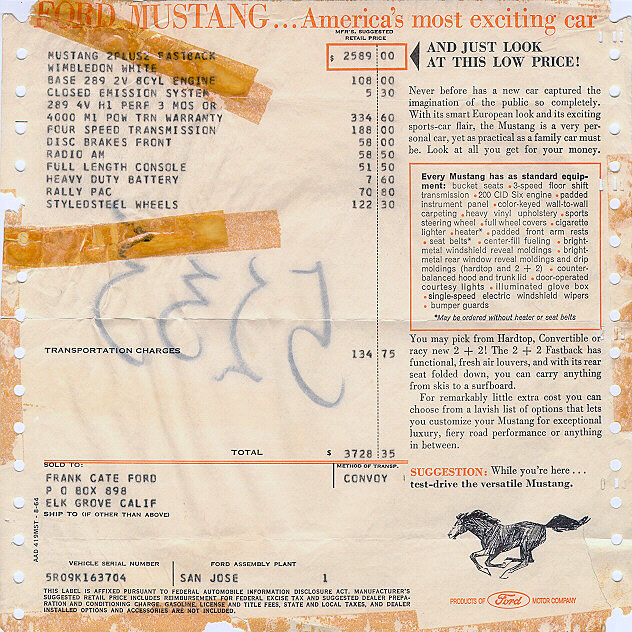 FORD MUSTANG...America's most exciting car
MFR'S. SUGGESTED
RETAIL PRICE
MUSTANG 2PLUS2 FASTBACK $ 2589 00
WIMBLEDON WHITE
BASE 289 2V 8CYL ENGINE 108 00
CLOSED EMISSION SYSTEM 5 30
289 4V HI PERF 3 MOS OR
4000 MI POW TRN WARRANTY 334 60
FOUR SPEED TRANSMISSION 188 00
DISC BRAKES FRONT 58 00
RADIO AM 58 50
FULL LENGTH CONSOLE 51 50
HEAVY DUTY BATTERY 7 60
RALLY PAC 70 80
STYLEDSTEEL WHEELS 122 30
TRANSPORTATION CHARGES 134 75
TOTAL $ 3728 35
SOLD TO:
METHOD OF TRANSP.
FRANK CATE FORD CONVOY
P O BOX 898
ELK GROVE CALIF
SHIP TO (IF OTHER THAN ABOVE)
AAD 419MST - 8-64
VEHICLE SERIAL NUMBER FORD ASSEMBLY PLANT
5R09K163704 SAN JOSE 1
THIS LABEL IS AFFIXED PURSUANT TO FEDERAL AUTOMOBILE INFORMATION DISCLOSURE ACT. MANUFACTURER'S
SUGGESTED RETAIL PRICE INCLUDES REIMBURSEMENT FOR FEDERAL EXCISE TAX AND SUGGESTED DEALER PREPA-
RATION AND CONDITIONING CHARGE. GASOLINE, LICENSE AND TITLE FEES, STATE AND LOCAL TAXES, AND DEALER
INSTALLED OPTIONS AND ACCESSORIES ARE NOT INCLUDED.
AND JUST LOOK
AT THIS LOW PRICE!
Never before has a new car captured the
imagination of the public so completely.
With its smart European look and its exciting
sports-car flair, the Mustang is a very per-
sonal car, yet as practical as a family car must
be. Look at all you get for your money.
Every Mustang has as standard equip-
ment: bucket seats • 3-speed floor shift
transmission • 200 CID Six engine • padded
instrument panel • color-keyed wall-to-wall
carpeting • heavy vinyl upholstery • sports
steering wheel • full wheel covers • cigarette
lighter • heater* • padded front arm rests
• seat belts* • center-fill fueling • bright-
metal windshield reveal moldings • bright-
metal rear window reveal moldings and drip
moldings (hardtop and 2 + 2) • counter-
balanced hood and trunk lid • door-operated
courtesy lights • illuminated glove box
• single-speed electric windshield wipers
• bumper guards
*May be ordered without heater or seat belts
You may pick from Hardtop, Convertible or
racy new 2 + 2! The 2 + 2 Fastback has
functional, fresh air louvers, and with its rear
seat folded down, you can carry anything
from skis to a surfboard.
For remarkably little extra cost you can
choose from a lavish list of options that lets
you customize your Mustang for exceptional
luxury, fiery road performance or anything
in between.
SUGGESTION: While you're here . . .
test-drive the versatile Mustang.
PRODUCTS OF Ford MOTOR COMPANY